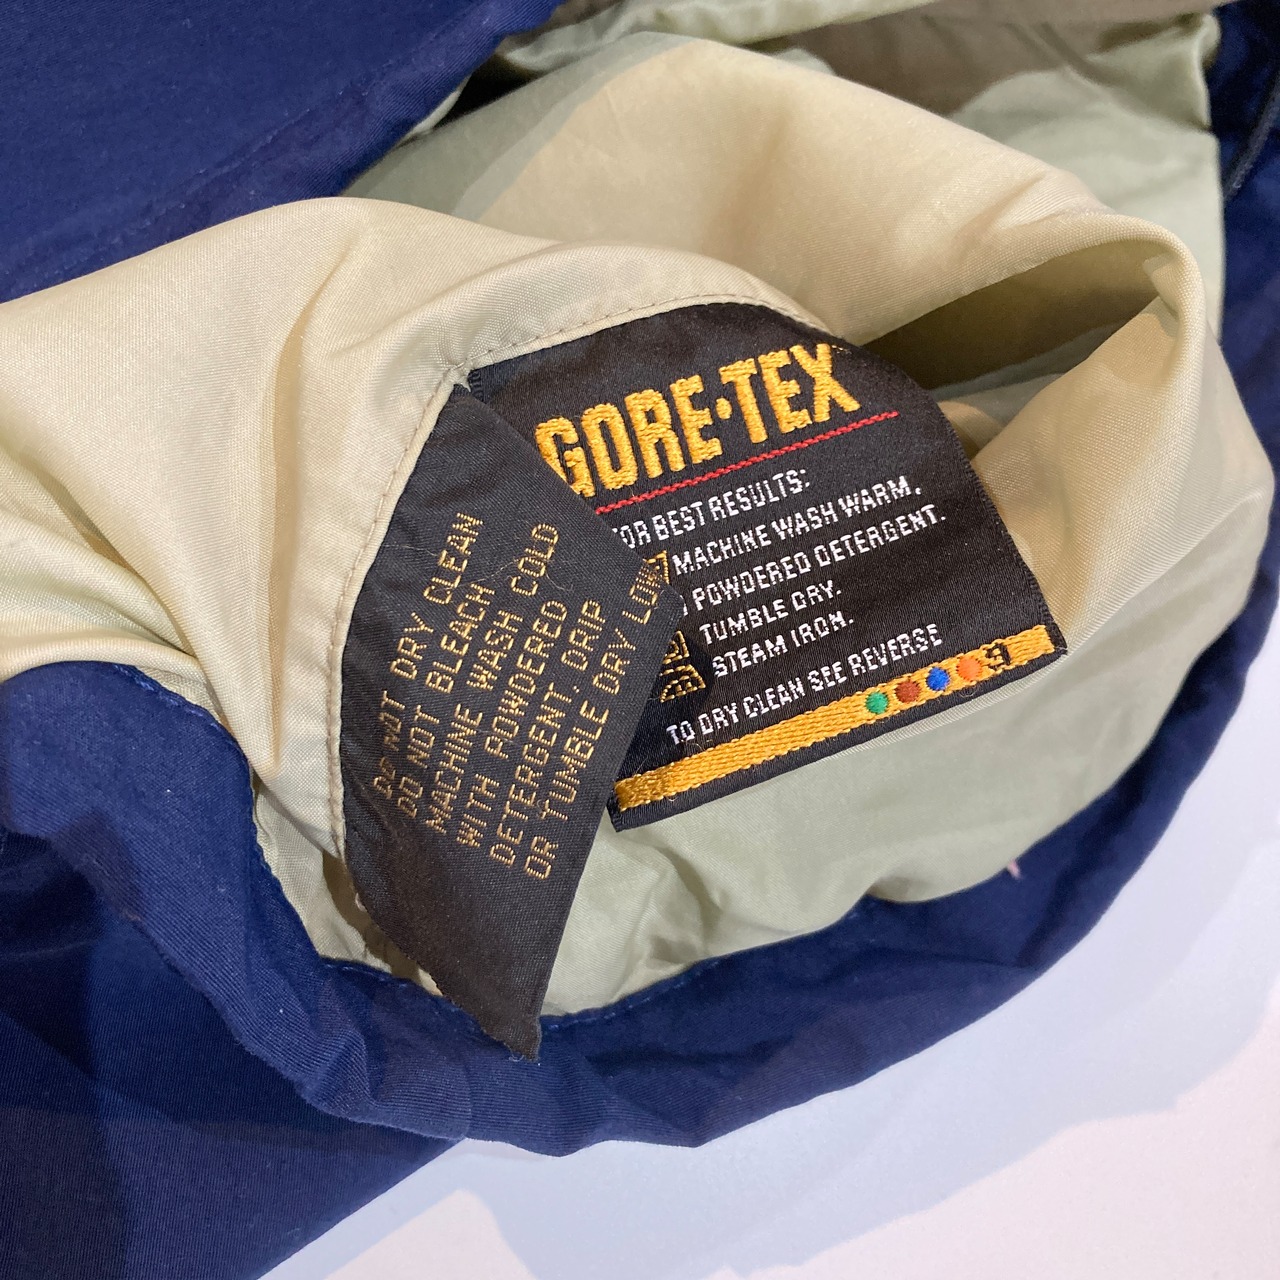 GORE-TEX
FOR BEST RESULTS:
MACHINE WASH WARM,
POWDERED DETERGENT.
TUMBLE DRY.
STEAM IRON.
TO DRY CLEAN SEE REVERSE
DO NOT DRY CLEAN
DO NOT BLEACH
MACHINE WASH COLD
WITH POWDERED
DETERGENT. DRIP
OR TUMBLE DRY LOW